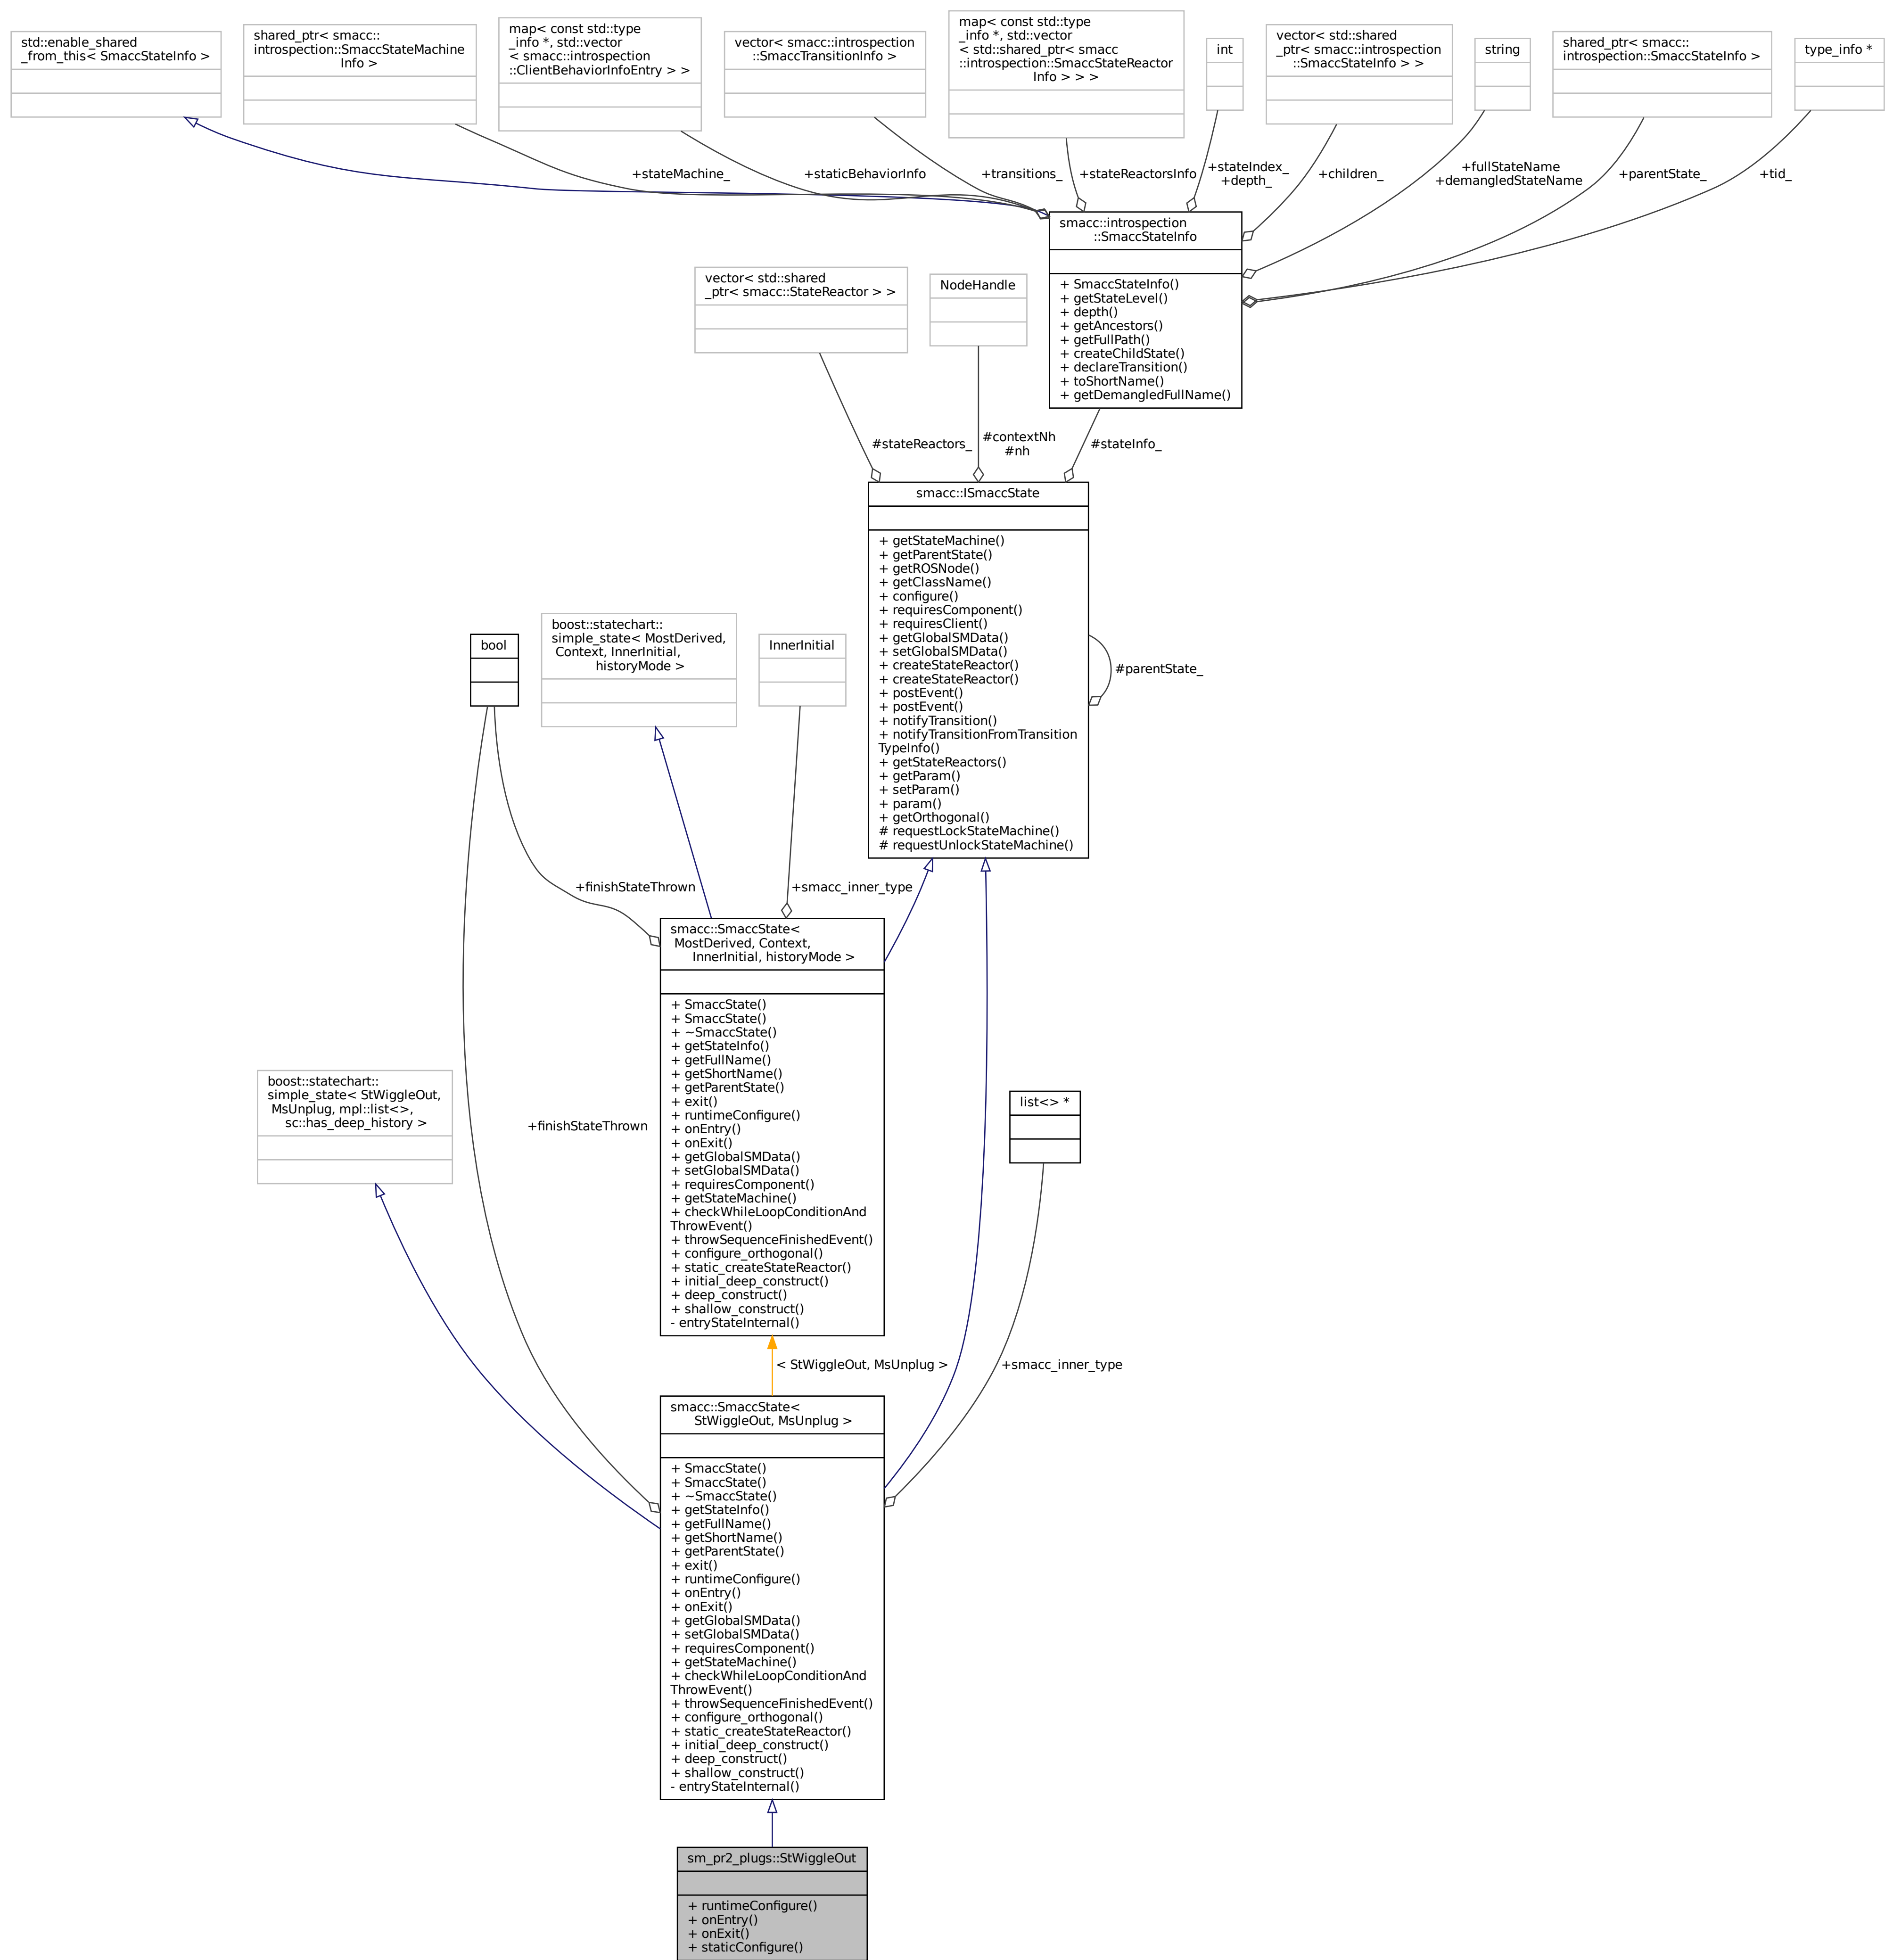 std::enable_shared
_from_this< SmaccStateInfo >
shared_ptr< smacc::
introspection::SmaccStateMachine
Info >
map< const std::type
_info *, std::vector
< smacc::introspection
::ClientBehaviorInfoEntry > >
vector< smacc::introspection
::SmaccTransitionInfo >
map< const std::type
_info *, std::vector
< std::shared_ptr< smacc
::introspection::SmaccStateReactor
Info > > >
int
vector< std::shared
_ptr< smacc::introspection
::SmaccStateInfo > >
string
shared_ptr< smacc::
introspection::SmaccStateInfo >
type_info *
+stateMachine_
+staticBehaviorInfo
+transitions_
+stateReactorsInfo
+stateIndex_
+depth_
+children_
+fullStateName
+demangledStateName
+parentState_
+tid_
smacc::introspection
::SmaccStateInfo
+ SmaccStateInfo()
+ getStateLevel()
+ depth()
+ getAncestors()
+ getFullPath()
+ createChildState()
+ declareTransition()
+ toShortName()
+ getDemangledFullName()
vector< std::shared
_ptr< smacc::StateReactor > >
NodeHandle
#stateReactors_
#contextNh
#nh
#stateInfo_
smacc::ISmaccState
+ getStateMachine()
+ getParentState()
+ getROSNode()
+ getClassName()
+ configure()
+ requiresComponent()
+ requiresClient()
+ getGlobalSMData()
+ setGlobalSMData()
+ createStateReactor()
+ createStateReactor()
+ postEvent()
+ postEvent()
+ notifyTransition()
+ notifyTransitionFromTransition
TypeInfo()
+ getStateReactors()
+ getParam()
+ setParam()
+ param()
+ getOrthogonal()
# requestLockStateMachine()
# requestUnlockStateMachine()
#parentState_
bool
boost::statechart::
simple_state< MostDerived,
Context, InnerInitial,
historyMode >
InnerInitial
+finishStateThrown
+smacc_inner_type
smacc::SmaccState<
MostDerived, Context,
InnerInitial, historyMode >
+ SmaccState()
+ SmaccState()
+ ~SmaccState()
+ getStateInfo()
+ getFullName()
+ getShortName()
+ getParentState()
+ exit()
+ runtimeConfigure()
+ onEntry()
+ onExit()
+ getGlobalSMData()
+ setGlobalSMData()
+ requiresComponent()
+ getStateMachine()
+ checkWhileLoopConditionAnd
ThrowEvent()
+ throwSequenceFinishedEvent()
+ configure_orthogonal()
+ static_createStateReactor()
+ initial_deep_construct()
+ deep_construct()
+ shallow_construct()
- entryStateInternal()
boost::statechart::
simple_state< StWiggleOut,
MsUnplug, mpl::list<>,
sc::has_deep_history >
+finishStateThrown
list<> *
< StWiggleOut, MsUnplug >
+smacc_inner_type
smacc::SmaccState<
StWiggleOut, MsUnplug >
+ SmaccState()
+ SmaccState()
+ ~SmaccState()
+ getStateInfo()
+ getFullName()
+ getShortName()
+ getParentState()
+ exit()
+ runtimeConfigure()
+ onEntry()
+ onExit()
+ getGlobalSMData()
+ setGlobalSMData()
+ requiresComponent()
+ getStateMachine()
+ checkWhileLoopConditionAnd
ThrowEvent()
+ throwSequenceFinishedEvent()
+ configure_orthogonal()
+ static_createStateReactor()
+ initial_deep_construct()
+ deep_construct()
+ shallow_construct()
- entryStateInternal()
sm_pr2_plugs::StWiggleOut
+ runtimeConfigure()
+ onEntry()
+ onExit()
+ staticConfigure()